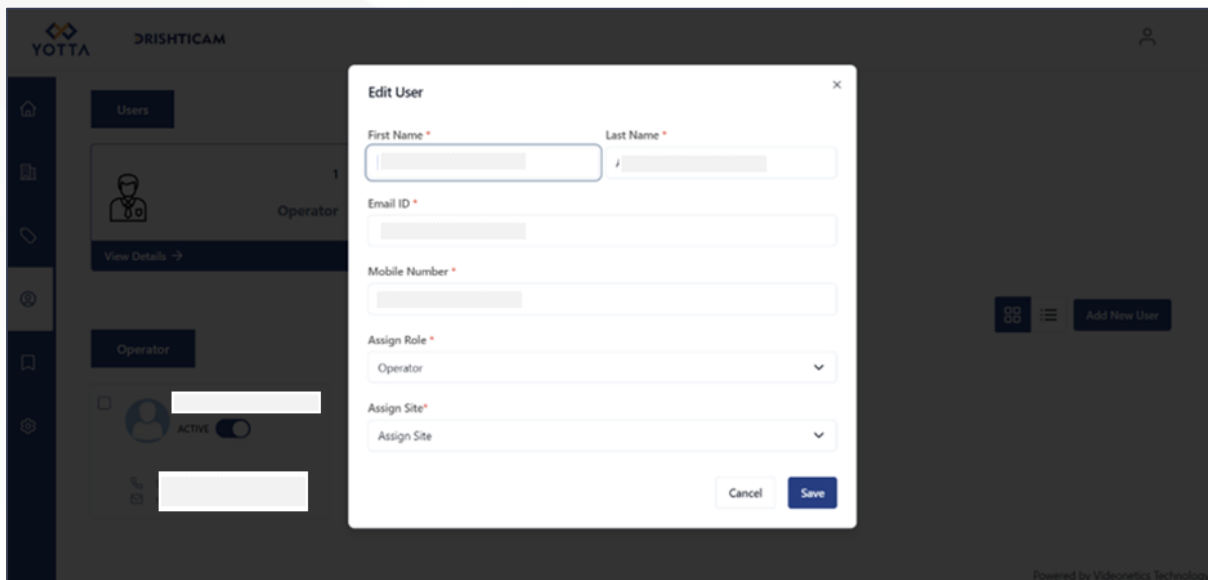 YOTTA
DRISHTICAM
Users
1
Operator
View Details →
Add New User
Operator
ACTIVE
Edit User
×
First Name *
Last Name *
Email ID *
Mobile Number *
Assign Role *
Operator
Assign Site*
Assign Site
Cancel
Save
Powered by Videonetics Technology